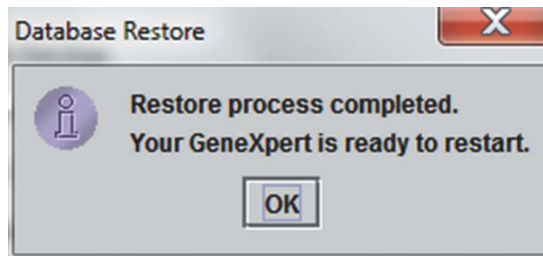 Database Restore
Restore process completed.
Your GeneXpert is ready to restart.
OK